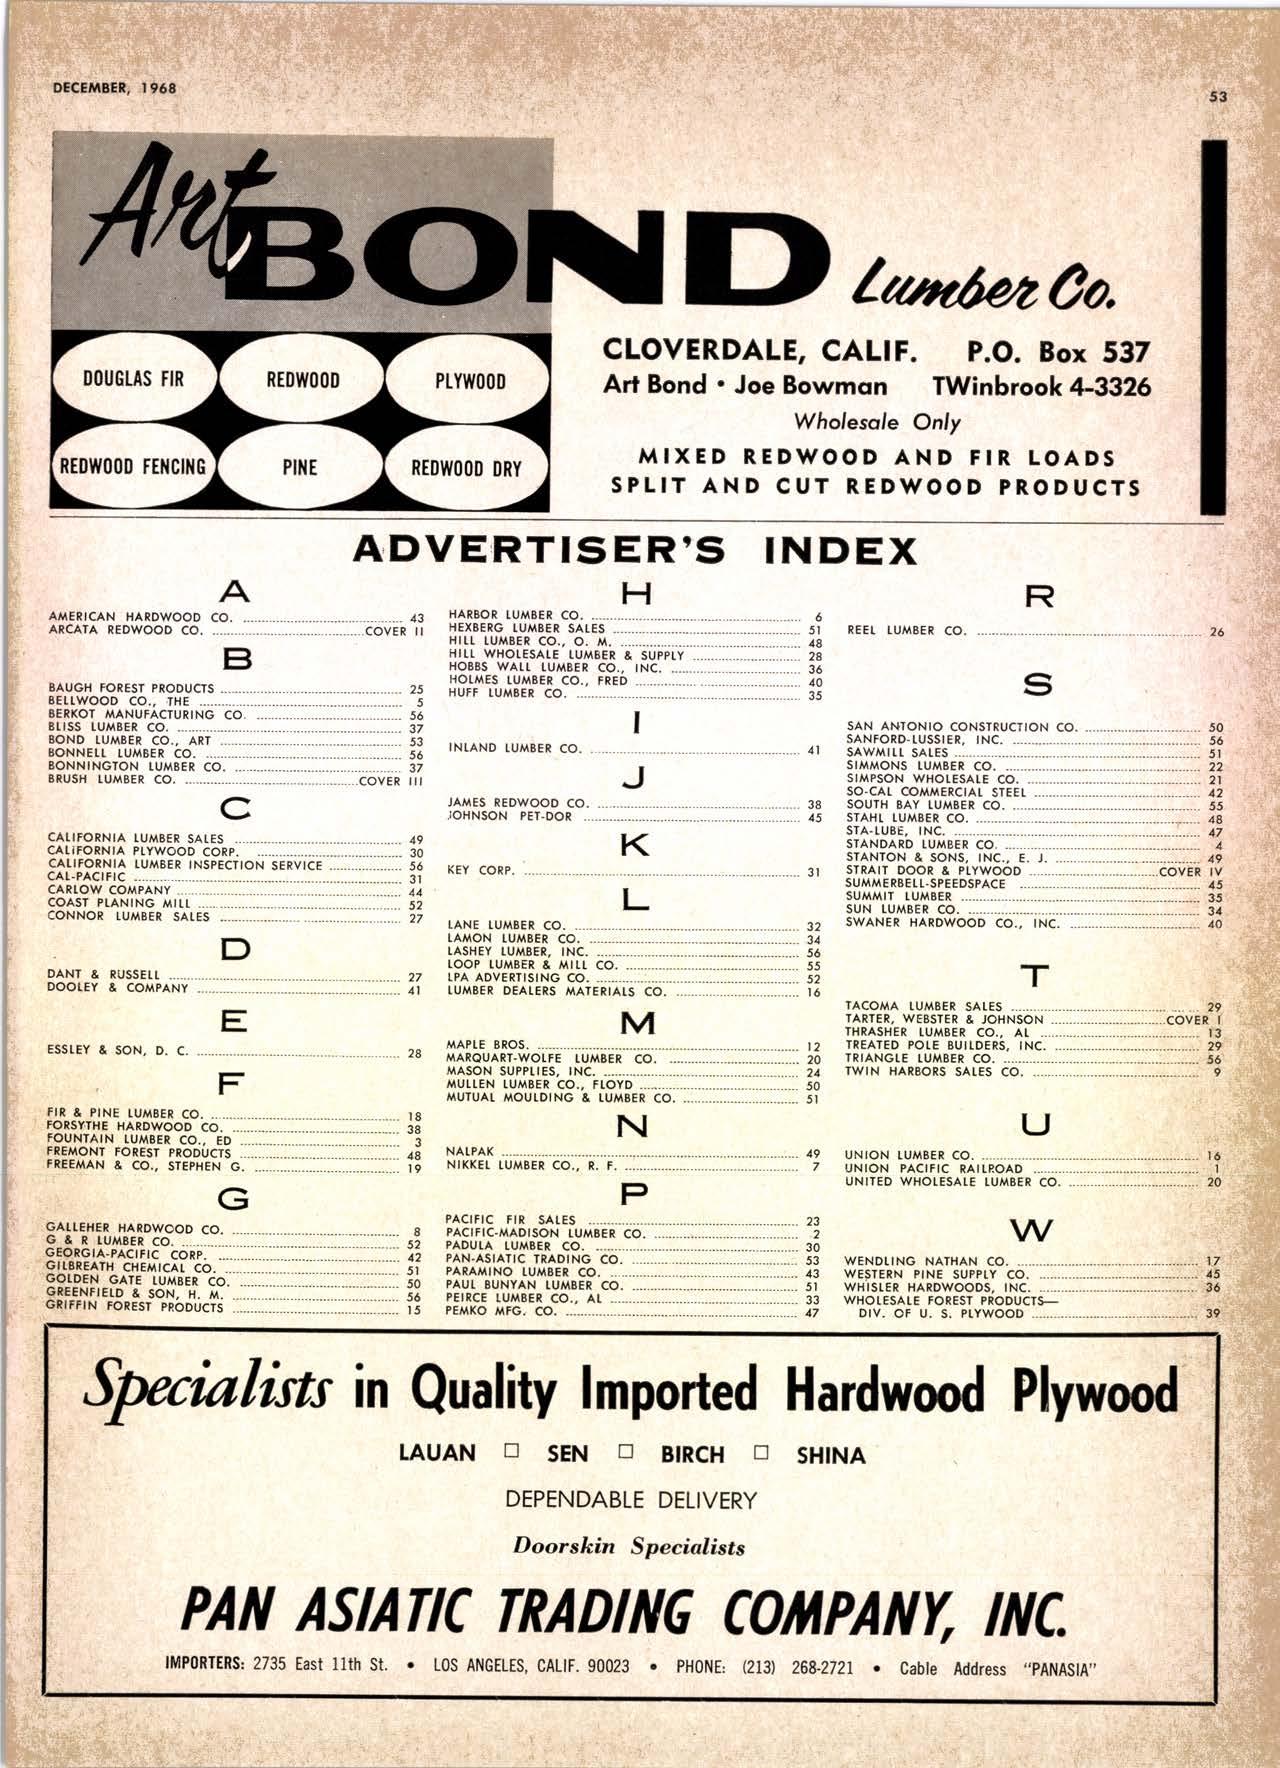 DECEMBER, 1968
53
Art BOND Lumber Co.
DOUGLAS FIR
REDWOOD
PLYWOOD
REDWOOD FENCING
PINE
REDWOOD DRY
CLOVERDALE, CALIF. P.O. Box 537
Art Bond • Joe Bowman TWinbrook 4-3326
Wholesale Only
MIXED REDWOOD AND FIR LOADS
SPLIT AND CUT REDWOOD PRODUCTS
ADVERTISER'S INDEX
A
AMERICAN HARDWOOD CO. 43
ARCATA REDWOOD CO. COVER II
B
BAUGH FOREST PRODUCTS 25
BELLWOOD CO., THE 5
BERKOT MANUFACTURING CO. 56
BLISS LUMBER CO. 37
BOND LUMBER CO., ART 53
BONNELL LUMBER CO. 56
BONNINGTON LUMBER CO. 37
BRUSH LUMBER CO. COVER III
C
CALIFORNIA LUMBER SALES 49
CALIFORNIA PLYWOOD CORP. 30
CALIFORNIA LUMBER INSPECTION SERVICE 56
CAL-PACIFIC 31
CARLOW COMPANY 44
COAST PLANING MILL 52
CONNOR LUMBER SALES 27
D
DANT & RUSSELL 27
DOOLEY & COMPANY 41
E
ESSLEY & SON, D. C. 28
F
FIR & PINE LUMBER CO. 18
FORSYTHE HARDWOOD CO. 38
FOUNTAIN LUMBER CO., ED 3
FREMONT FOREST PRODUCTS 48
FREEMAN & CO., STEPHEN G. 19
G
GALLEHER HARDWOOD CO. 8
G & R LUMBER CO. 52
GEORGIA-PACIFIC CORP. 42
GILBREATH CHEMICAL CO. 51
GOLDEN GATE LUMBER CO. 50
GREENFIELD & SON, H. M. 56
GRIFFIN FOREST PRODUCTS 15
H
HARBOR LUMBER CO. 6
HEXBERG LUMBER SALES 51
HILL LUMBER CO., O. M. 48
HILL WHOLESALE LUMBER & SUPPLY 28
HOBBS WALL LUMBER CO., INC. 36
HOLMES LUMBER CO., FRED 40
HUFF LUMBER CO. 35
I
INLAND LUMBER CO. 41
J
JAMES REDWOOD CO. 38
JOHNSON PET-DOR 45
K
KEY CORP. 31
L
LANE LUMBER CO. 32
LAMON LUMBER CO. 34
LASHEY LUMBER, INC. 56
LOOP LUMBER & MILL CO. 55
LPA ADVERTISING CO. 52
LUMBER DEALERS MATERIALS CO. 16
M
MAPLE BROS. 12
MARQUART-WOLFE LUMBER CO. 20
MASON SUPPLIES, INC. 24
MULLEN LUMBER CO., FLOYD 50
MUTUAL MOULDING & LUMBER CO. 51
N
NALPAK 49
NIKKEL LUMBER CO., R. F. 7
P
PACIFIC FIR SALES 23
PACIFIC-MADISON LUMBER CO. 2
PADULA LUMBER CO. 30
PAN-ASIATIC TRADING CO. 53
PARAMINO LUMBER CO. 43
PAUL BUNYAN LUMBER CO. 51
PEIRCE LUMBER CO., AL 33
PEMKO MFG. CO. 47
R
REEL LUMBER CO. 26
S
SAN ANTONIO CONSTRUCTION CO. 50
SANFORD-LUSSIER, INC. 56
SAWMILL SALES 51
SIMMONS LUMBER CO. 22
SIMPSON WHOLESALE CO. 21
SO-CAL COMMERCIAL STEEL 42
SOUTH BAY LUMBER CO. 55
STAHL LUMBER CO. 48
STA-LUBE, INC. 47
STANDARD LUMBER CO. 4
STANTON & SONS, INC., E. J. 49
STRAIT DOOR & PLYWOOD COVER IV
SUMMERBELL-SPEEDSPACE 45
SUMMIT LUMBER 35
SUN LUMBER CO. 34
SWANER HARDWOOD CO., INC. 40
T
TACOMA LUMBER SALES 29
TARTER, WEBSTER & JOHNSON COVER I
THRASHER LUMBER CO., AL 13
TREATED POLE BUILDERS, INC. 29
TRIANGLE LUMBER CO. 56
TWIN HARBORS SALES CO. 9
U
UNION LUMBER CO. 16
UNION PACIFIC RAILROAD 1
UNITED WHOLESALE LUMBER CO. 20
W
WENDLING NATHAN CO. 17
WESTERN PINE SUPPLY CO. 45
WHISLER HARDWOODS, INC. 36
WHOLESALE FOREST PRODUCTS—
DIV. OF U. S. PLYWOOD 39
Specialists in Quality Imported Hardwood Plywood
LAUAN □ SEN □ BIRCH □ SHINA
DEPENDABLE DELIVERY
Doorskin Specialists
PAN ASIATIC TRADING COMPANY, INC.
IMPORTERS: 2735 East 11th St. • LOS ANGELES, CALIF. 90023 • PHONE: (213) 268-2721 • Cable Address "PANASIA"